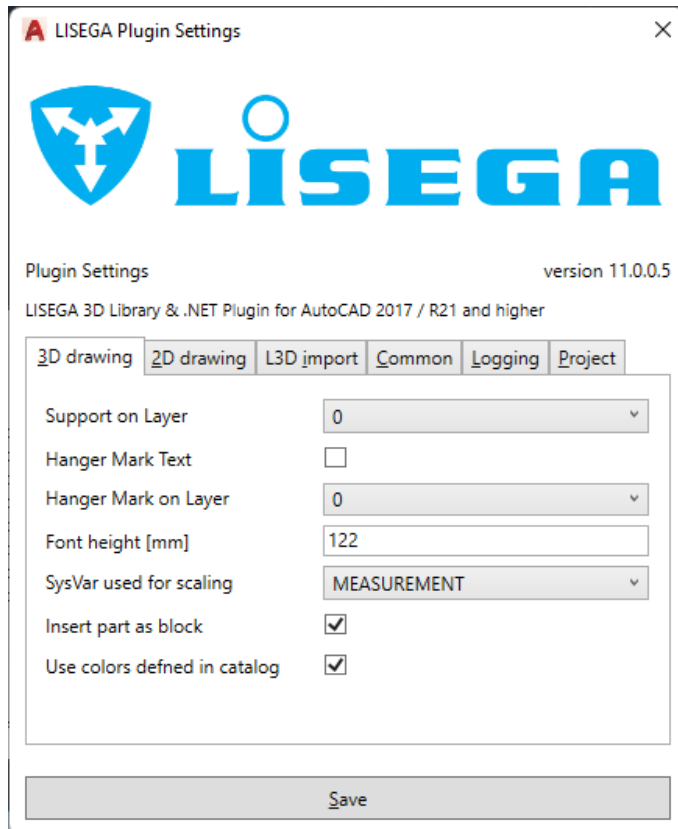 LISEGA Plugin Settings
LISEGA
Plugin Settings version 11.0.0.5
LISEGA 3D Library & .NET Plugin for AutoCAD 2017 / R21 and higher
3D drawing 2D drawing L3D import Common Logging Project
Support on Layer 0
Hanger Mark Text
Hanger Mark on Layer 0
Font height [mm] 122
SysVar used for scaling MEASUREMENT
Insert part as block
Use colors defned in catalog
Save